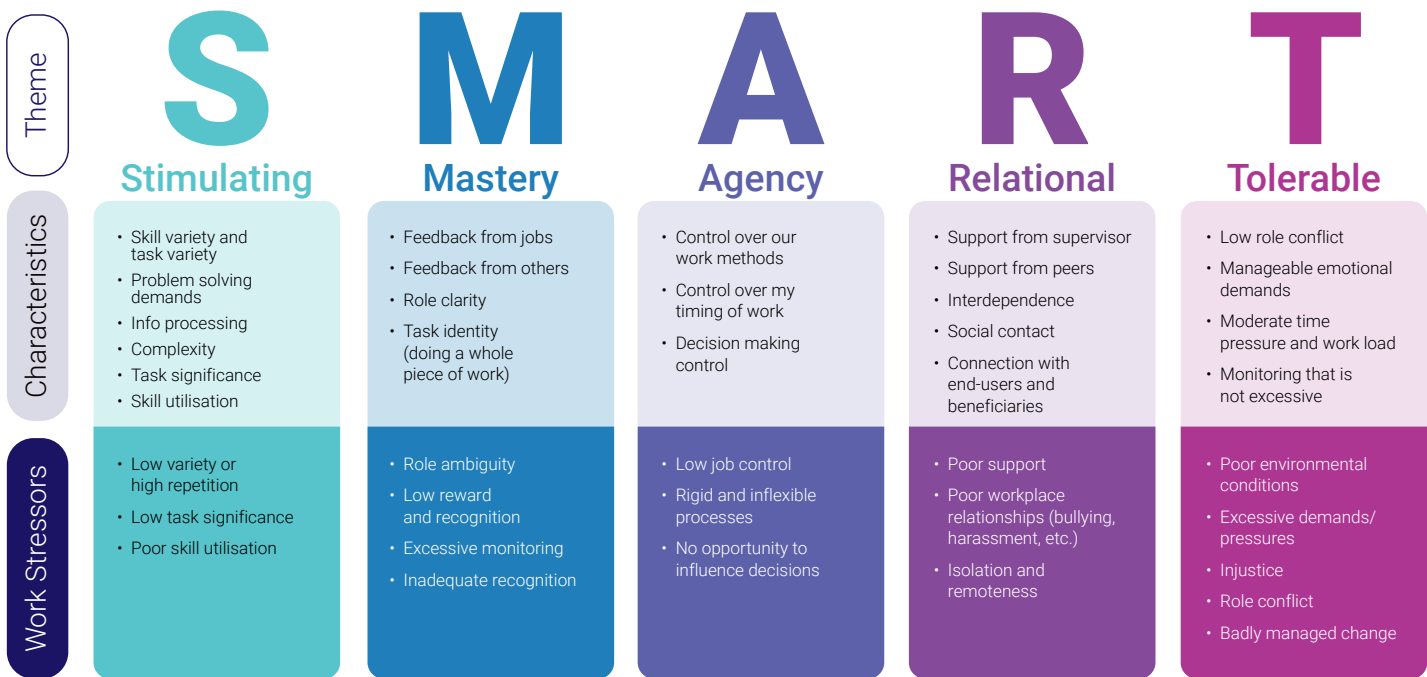 Theme
S
Stimulating
M
Mastery
A
Agency
R
Relational
T
Tolerable
Characteristics
• Skill variety and
task variety
• Problem solving
demands
• Info processing
• Complexity
• Task significance
• Skill utilisation
• Feedback from jobs
• Feedback from others
• Role clarity
• Task identity
(doing a whole
piece of work)
• Control over our
work methods
• Control over my
timing of work
• Decision making
control
• Support from supervisor
• Support from peers
• Interdependence
• Social contact
• Connection with
end-users and
beneficiaries
• Low role conflict
• Manageable emotional
demands
• Moderate time
pressure and work load
• Monitoring that is
not excessive
Work Stressors
• Low variety or
high repetition
• Low task significance
• Poor skill utilisation
• Role ambiguity
• Low reward
and recognition
• Excessive monitoring
• Inadequate recognition
• Low job control
• Rigid and inflexible
processes
• No opportunity to
influence decisions
• Poor support
• Poor workplace
relationships (bullying,
harassment, etc.)
• Isolation and
remoteness
• Poor environmental
conditions
• Excessive demands/
pressures
• Injustice
• Role conflict
• Badly managed change